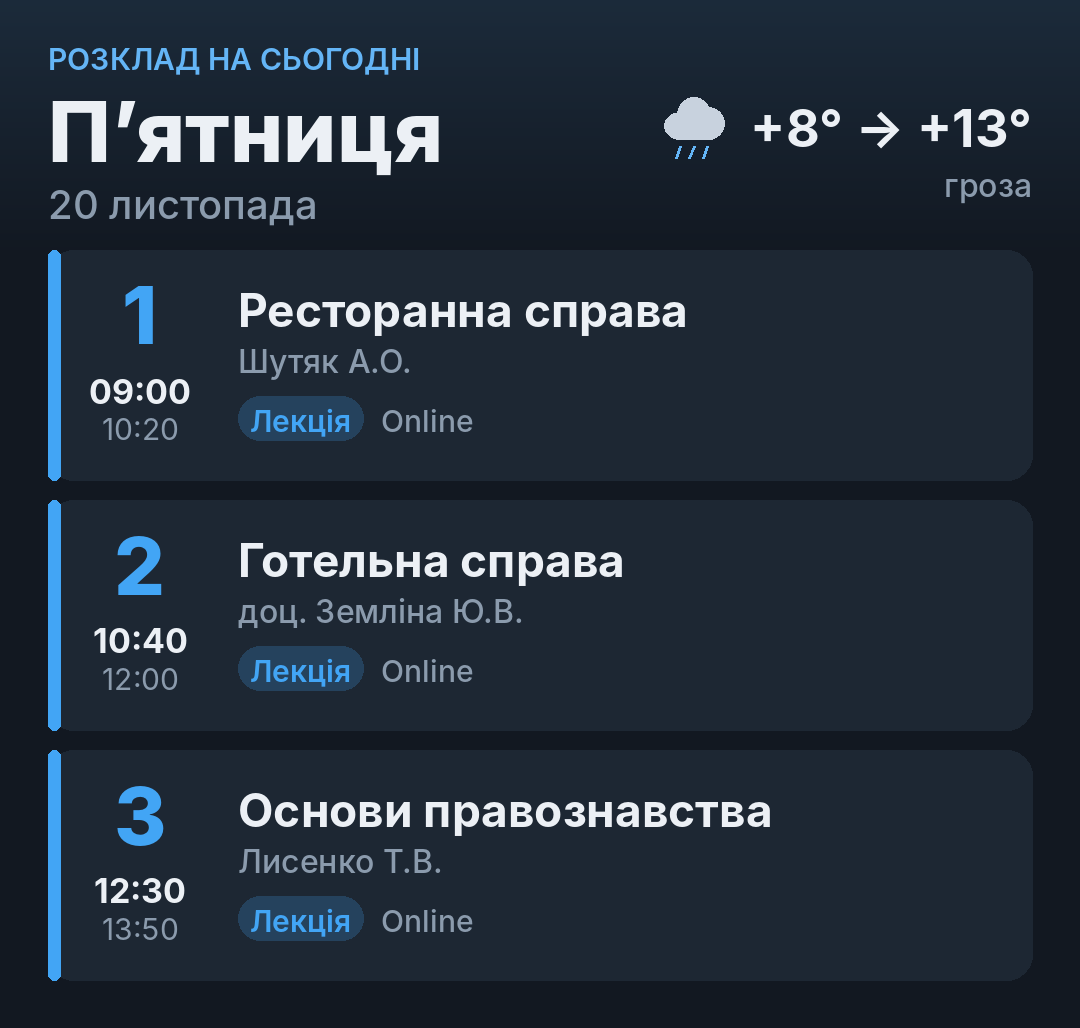 РОЗКЛАД НА СЬОГОДНІ
П’ятниця
20 листопада
+8° → +13°
гроза
1
09:00
10:20
Ресторанна справа
Шутяк А.О.
Лекція Online
2
10:40
12:00
Готельна справа
доц. Земліна Ю.В.
Лекція Online
3
12:30
13:50
Основи правознавства
Лисенко Т.В.
Лекція Online